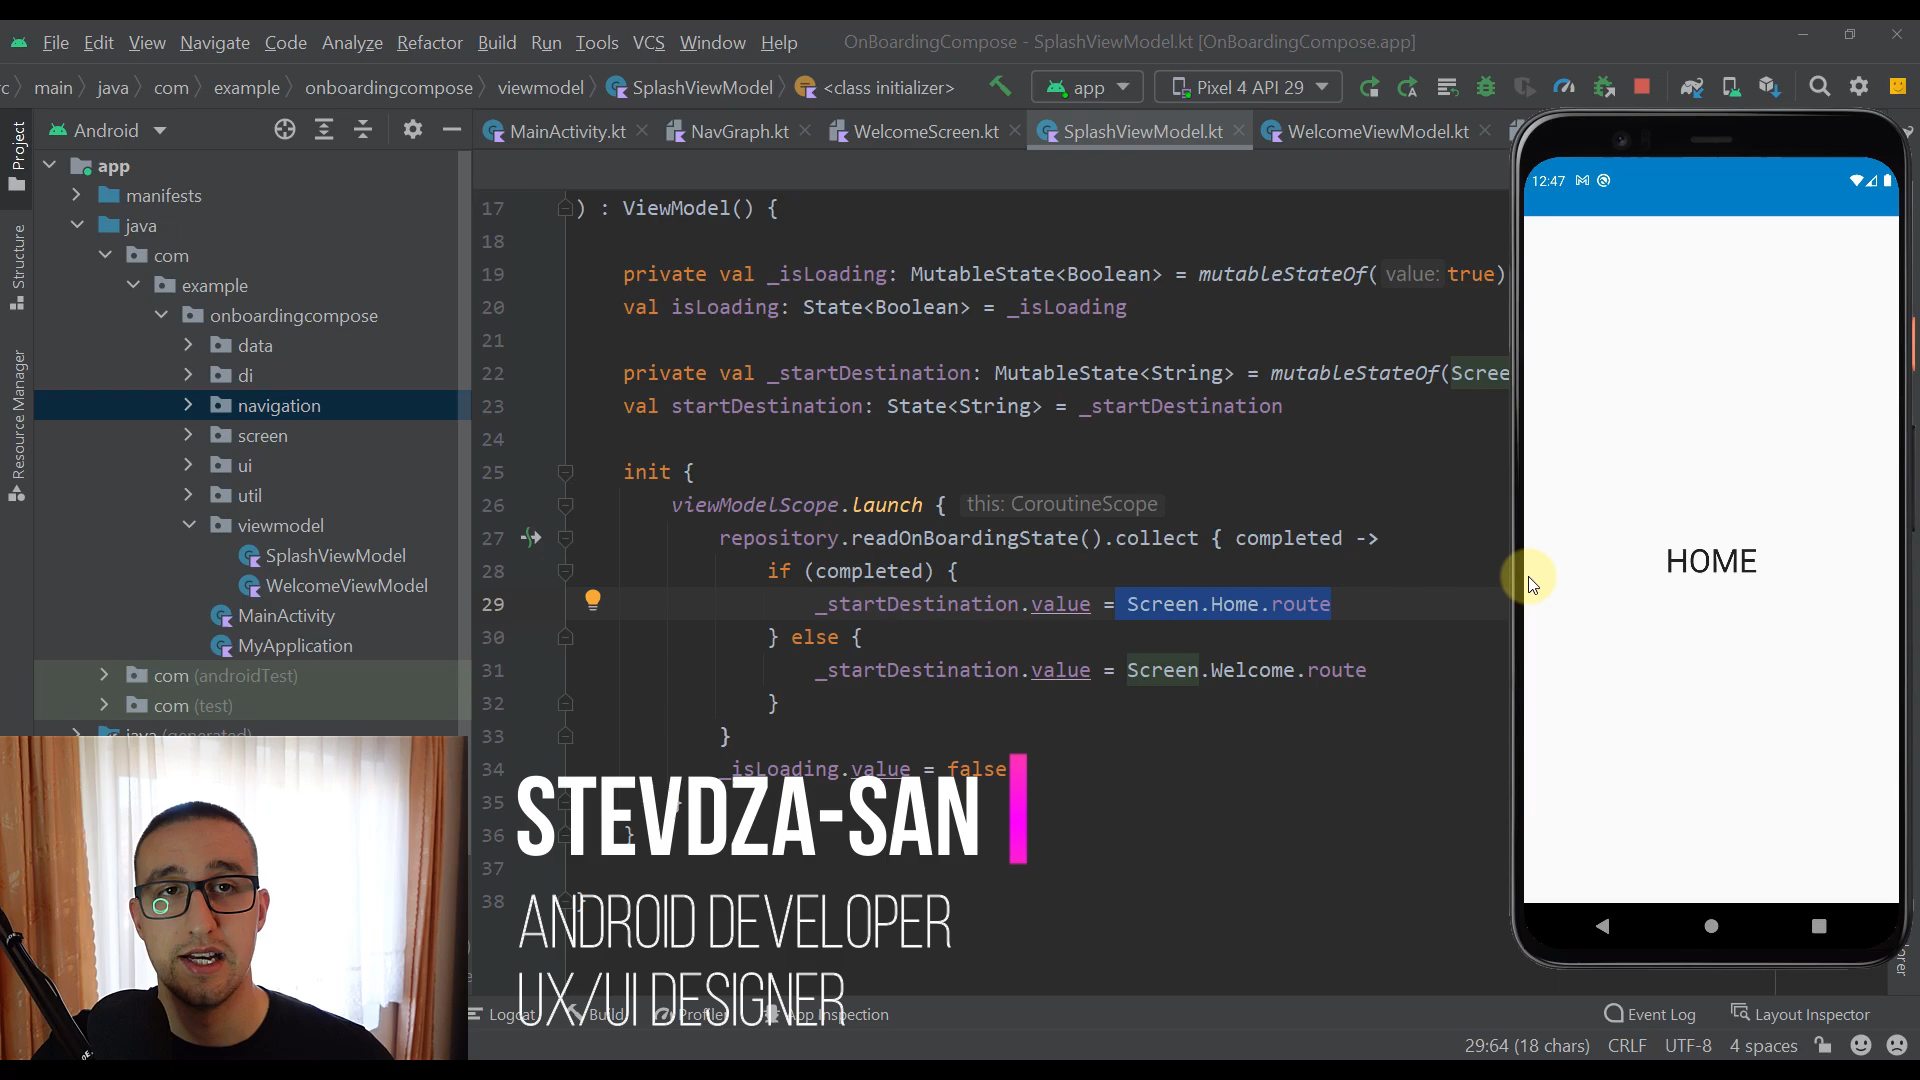 File Edit View Navigate Code Analyze Refactor Build Run Tools VCS Window Help
OnBoardingCompose - SplashViewModel.kt [OnBoardingCompose.app]
main java com example onboardingcompose viewmodel SplashViewModel <class initializer>
app
Pixel 4 API 29
Project
Structure
Resource Manager
Android
MainActivity.kt
NavGraph.kt
WelcomeScreen.kt
SplashViewModel.kt
WelcomeViewModel.kt
app
manifests
java
com
example
onboardingcompose
data
di
navigation
screen
ui
util
viewmodel
SplashViewModel
WelcomeViewModel
MainActivity
MyApplication
com (androidTest)
com (test)
java (generated)
17 ) : ViewModel() {
18
19 private val _isLoading: MutableState<Boolean> = mutableStateOf( value: true)
20 val isLoading: State<Boolean> = _isLoading
21
22 private val _startDestination: MutableState<String> = mutableStateOf(Scree
23 val startDestination: State<String> = _startDestination
24
25 init {
26 viewModelScope.launch { this: CoroutineScope
27 repository.readOnBoardingState().collect { completed ->
28 if (completed) {
29 _startDestination.value = Screen.Home.route
30 } else {
31 _startDestination.value = Screen.Welcome.route
32 }
33 }
34 _isLoading.value = false
35 }
36 }
37
38 }
STEVDZA-SAN
ANDROID DEVELOPER
UX/UI DESIGNER
12:47
HOME
Logcat Build Profiler App Inspection
Event Log Layout Inspector
29:64 (18 chars) CRLF UTF-8 4 spaces